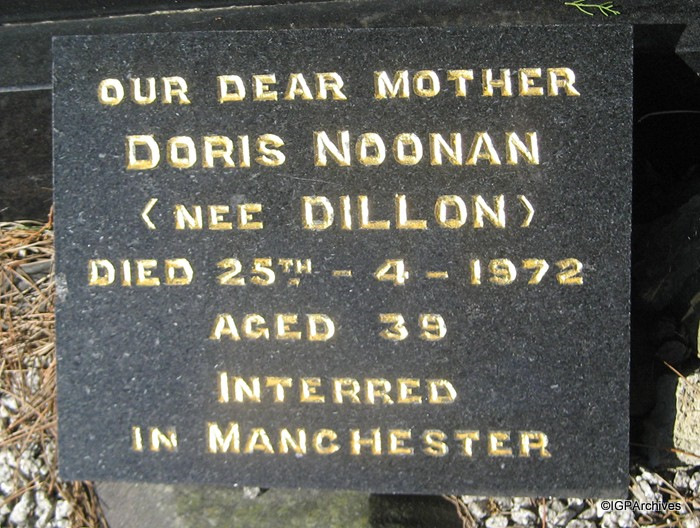 OUR DEAR MOTHER
DORIS NOONAN
(NEE DILLON)
DIED 25TH - 4 - 1972
AGED 39
INTERRED
IN MANCHESTER
©IGPArchives